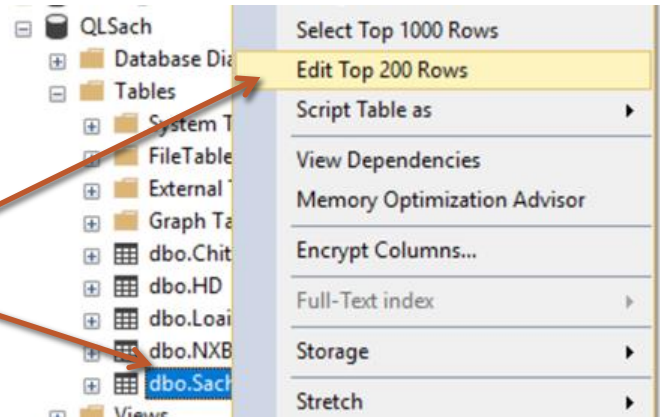 QLSach
Database Dia
Tables
System T
FileTable
External
Graph Ta
dbo.Chit
dbo.HD
dbo.Loai
dbo.NXB
dbo.Sach
Views
Select Top 1000 Rows
Edit Top 200 Rows
Script Table as
View Dependencies
Memory Optimization Advisor
Encrypt Columns...
Full-Text index
Storage
Stretch